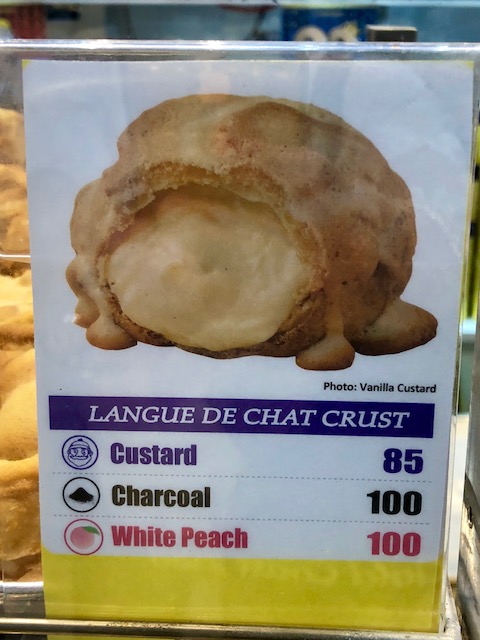 Photo: Vanilla Custard
LANGUE DE CHAT CRUST
Custard 85
Charcoal 100
White Peach 100